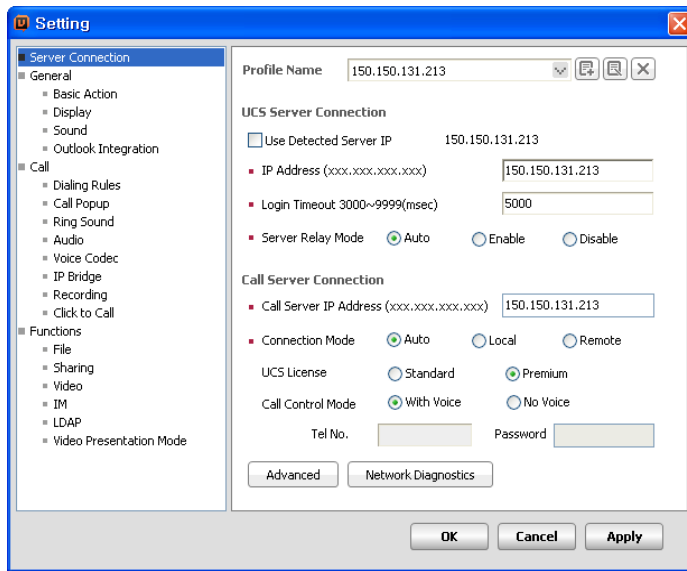 Setting
Server Connection
General
Basic Action
Display
Sound
Outlook Integration
Call
Dialing Rules
Call Popup
Ring Sound
Audio
Voice Codec
IP Bridge
Recording
Click to Call
Functions
File
Sharing
Video
IM
LDAP
Video Presentation Mode
Profile Name 150.150.131.213
UCS Server Connection
Use Detected Server IP 150.150.131.213
IP Address (xxx.xxx.xxx.xxx) 150.150.131.213
Login Timeout 3000~9999(msec) 5000
Server Relay Mode Auto Enable Disable
Call Server Connection
Call Server IP Address (xxx.xxx.xxx.xxx) 150.150.131.213
Connection Mode Auto Local Remote
UCS License Standard Premium
Call Control Mode With Voice No Voice
Tel No. Password
Advanced Network Diagnostics
OK Cancel Apply